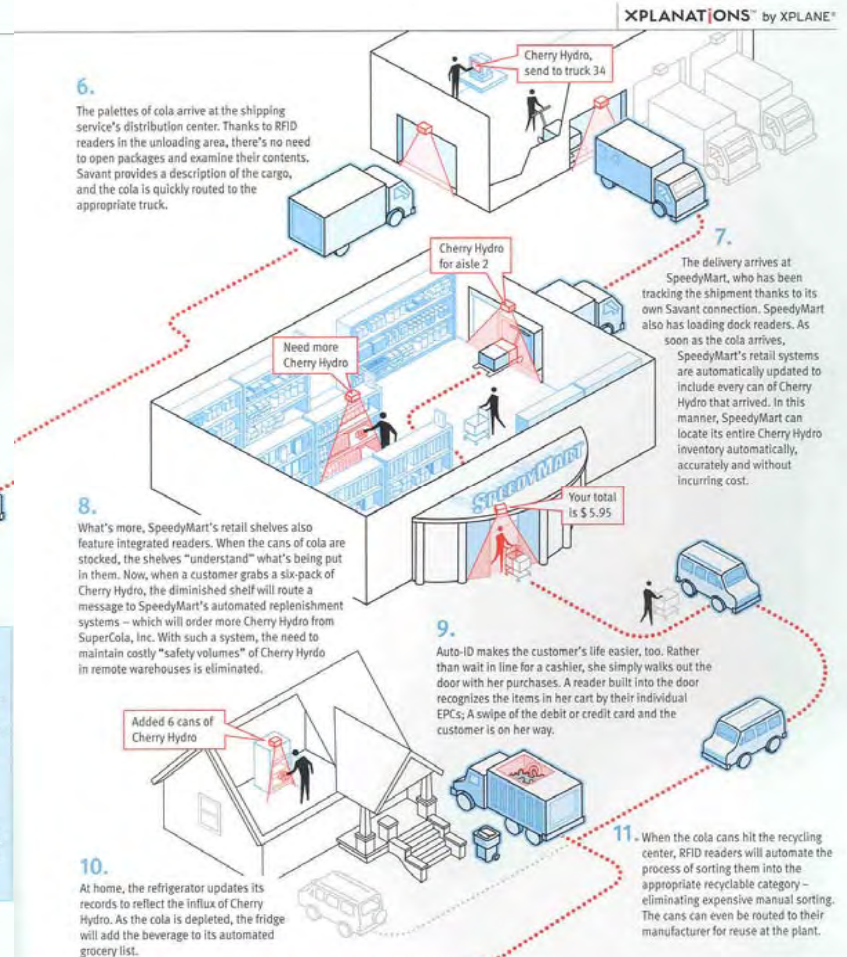 XPLANATiONS™ by XPLANE®
6.
The palettes of cola arrive at the shipping
service's distribution center. Thanks to RFID
readers in the unloading area, there's no need
to open packages and examine their contents.
Savant provides a description of the cargo,
and the cola is quickly routed to the
appropriate truck.
Cherry Hydro,
send to truck 34
7.
The delivery arrives at
SpeedyMart, who has been
tracking the shipment thanks to its
own Savant connection. SpeedyMart
also has loading dock readers. As
soon as the cola arrives,
SpeedyMart's retail systems
are automatically updated to
include every can of Cherry
Hydro that arrived. In this
manner, SpeedyMart can
locate its entire Cherry Hydro
inventory automatically,
accurately and without
incurring cost.
Cherry Hydro
for aisle 2
Need more
Cherry Hydro
SPEEDYMART
Your total
is $5.95
8.
What's more, SpeedyMart's retail shelves also
feature integrated readers. When the cans of cola are
stocked, the shelves "understand" what's being put
in them. Now, when a customer grabs a six-pack of
Cherry Hydro, the diminished shelf will route a
message to SpeedyMart's automated replenishment
systems – which will order more Cherry Hydro from
SuperCola, Inc. With such a system, the need to
maintain costly "safety volumes" of Cherry Hyrdo
in remote warehouses is eliminated.
9.
Auto-ID makes the customer's life easier, too. Rather
than wait in line for a cashier, she simply walks out the
door with her purchases. A reader built into the door
recognizes the items in her cart by their individual
EPCs; A swipe of the debit or credit card and the
customer is on her way.
Added 6 cans of
Cherry Hydro
10.
At home, the refrigerator updates its
records to reflect the influx of Cherry
Hydro. As the cola is depleted, the fridge
will add the beverage to its automated
grocery list.
11. When the cola cans hit the recycling
center, RFID readers will automate the
process of sorting them into the
appropriate recyclable category –
eliminating expensive manual sorting.
The cans can even be routed to their
manufacturer for reuse at the plant.